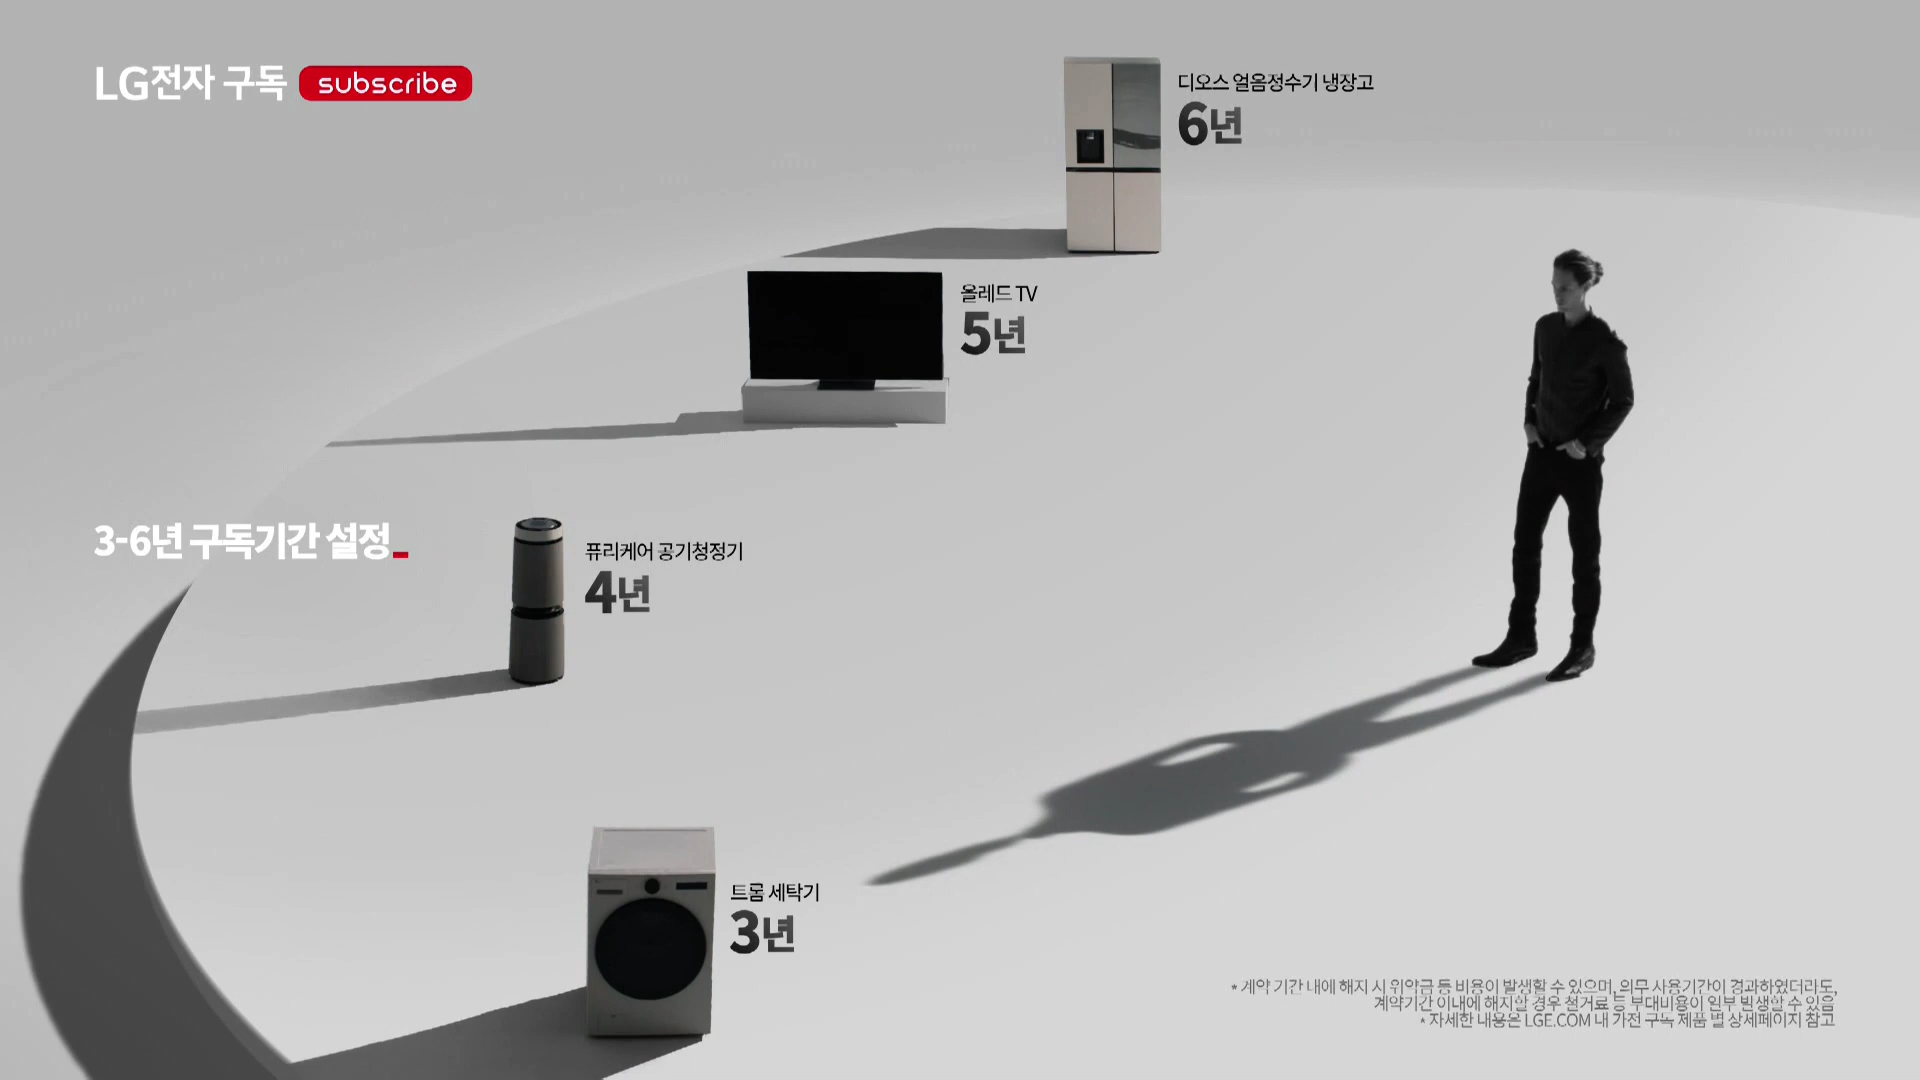 LG전자 구독 subscribe
디오스 얼음정수기 냉장고
6년
올레드 TV
5년
3-6년 구독기간 설정_
퓨리케어 공기청정기
4년
트롬 세탁기
3년
* 계약 기간 내에 해지 시 위약금 등 비용이 발생할 수 있으며, 의무 사용기간이 경과하였더라도,
계약기간 이내에 해지할 경우 철거료 등 부대비용이 일부 발생할 수 있음
* 자세한 내용은 LGE.COM 내 가전 구독 제품 별 상세페이지 참고